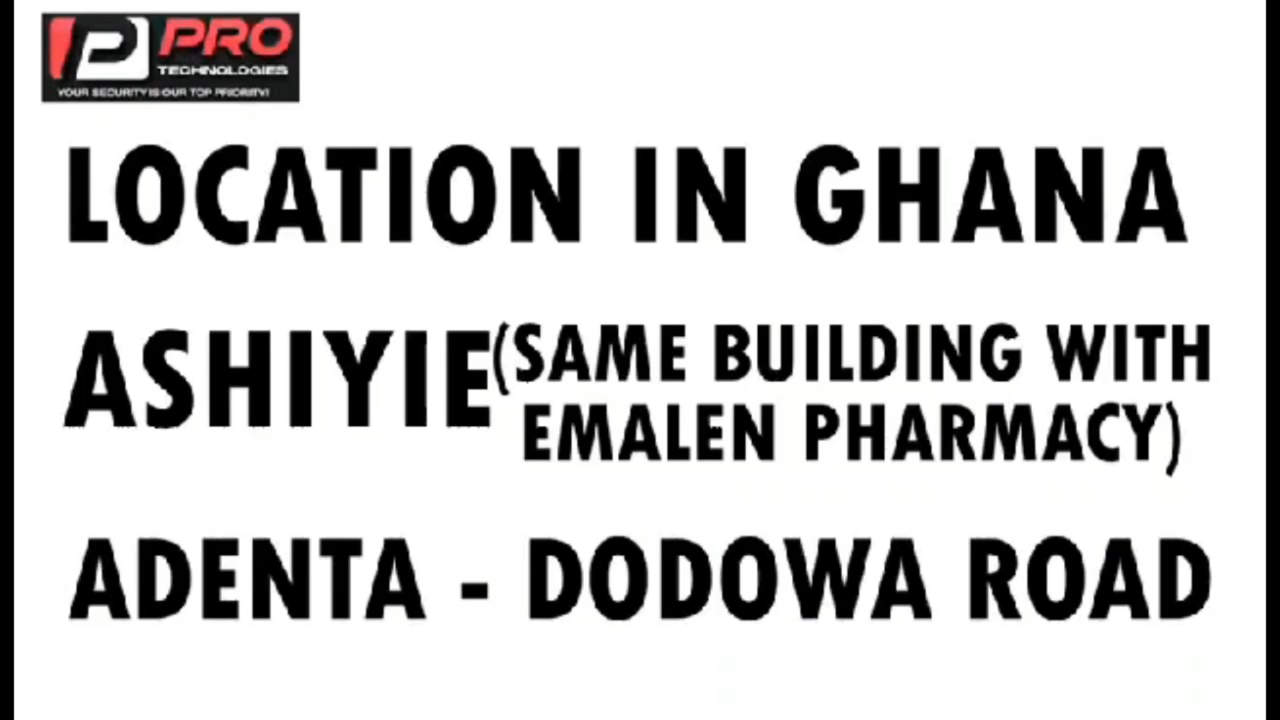 PRO
TECHNOLOGIES
YOUR SECURITY IS OUR TOP PRIORITY!
LOCATION IN GHANA
ASHIYIE (SAME BUILDING WITH
EMALEN PHARMACY)
ADENTA - DODOWA ROAD